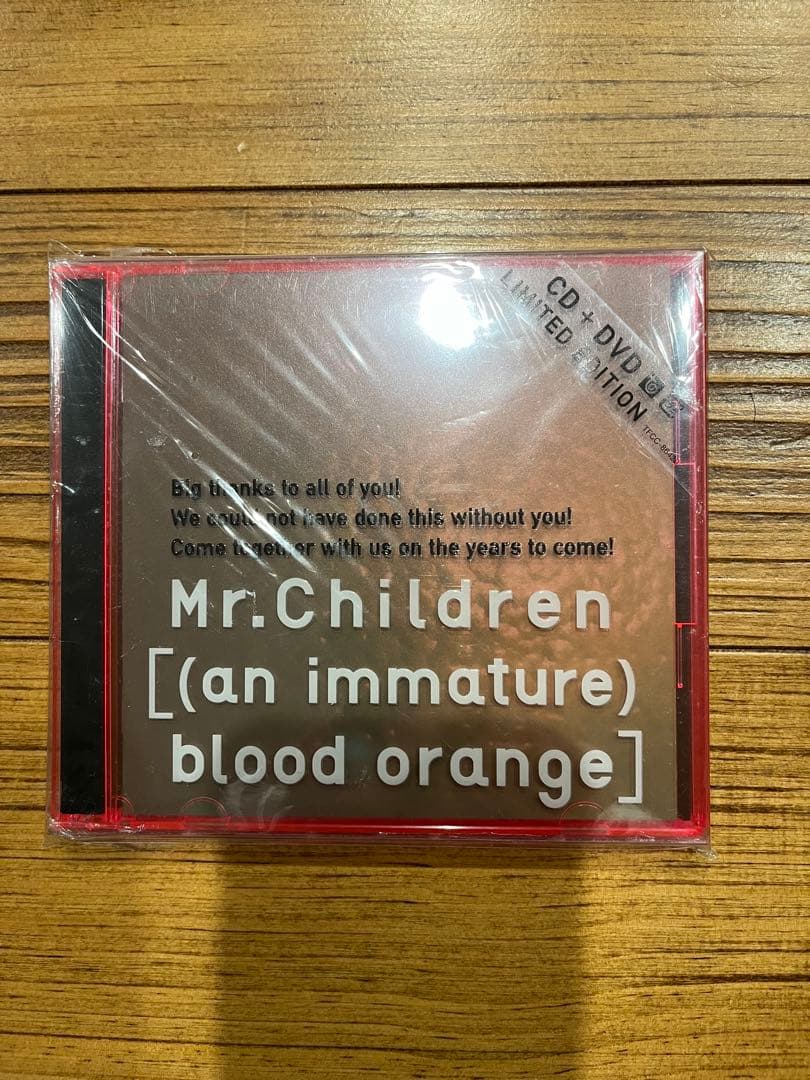 CD + DVD
LIMITED EDITION
Big thanks to all of you!
We could not have done this without you!
Come together with us on the years to come!
Mr.Children
[(an immature)
blood orange]